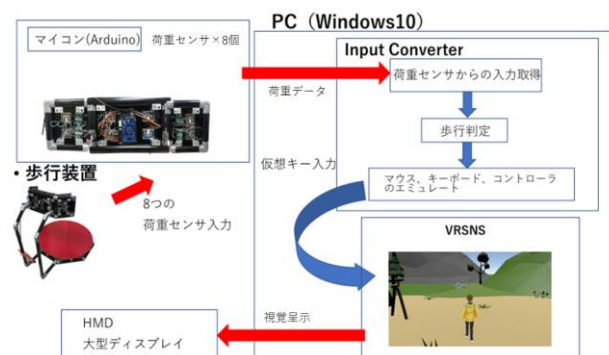 PC（Windows10）
マイコン(Arduino)
荷重センサ×8個
Input Converter
荷重センサからの入力取得
荷重データ
歩行判定
仮想キー入力
マウス、キーボード、コントローラ
のエミュレート
・歩行装置
8つの
荷重センサ入力
VRSNS
視覚呈示
HMD
大型ディスプレイ